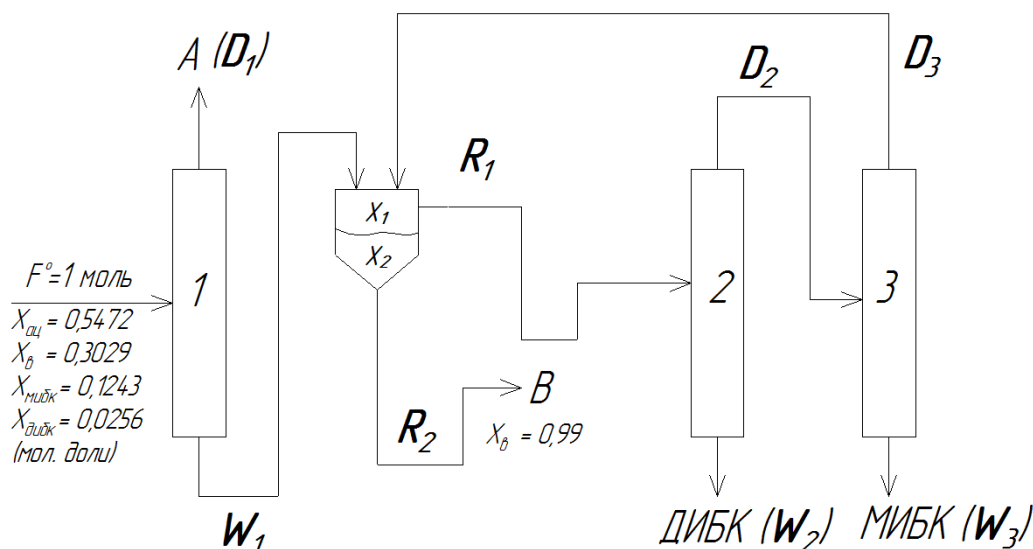 A (D₁)
D₂
D₃
R₁
X₁
X₂
F°=1 моль
1
2
3
Xац = 0,5472
Xв = 0,3029
Xмибк = 0,1243
Xдибк = 0,0256
(мол. доли)
B
R₂
Xв = 0,99
W₁
ДИБК (W₂)
МИБК (W₃)